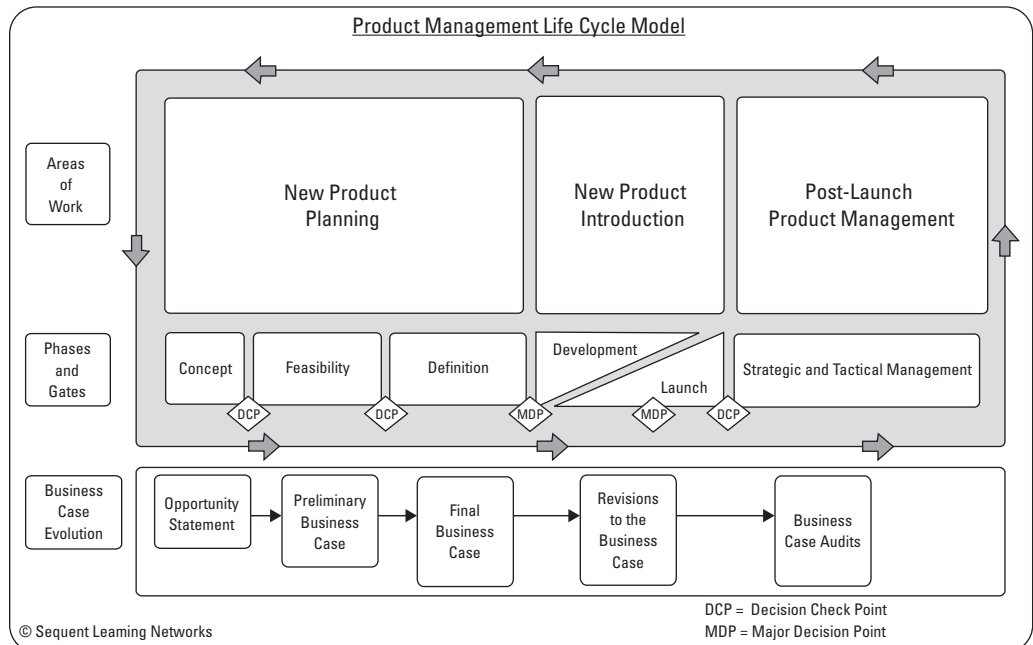 Product Management Life Cycle Model
Areas
of
Work
New Product
Planning
New Product
Introduction
Post-Launch
Product Management
Phases
and
Gates
Concept
Feasibility
Definition
Development
Launch
Strategic and Tactical Management
DCP
DCP
MDP
MDP
DCP
Business
Case
Evolution
Opportunity
Statement
Preliminary
Business
Case
Final
Business
Case
Revisions
to the
Business
Case
Business
Case Audits
DCP = Decision Check Point
MDP = Major Decision Point
© Sequent Learning Networks